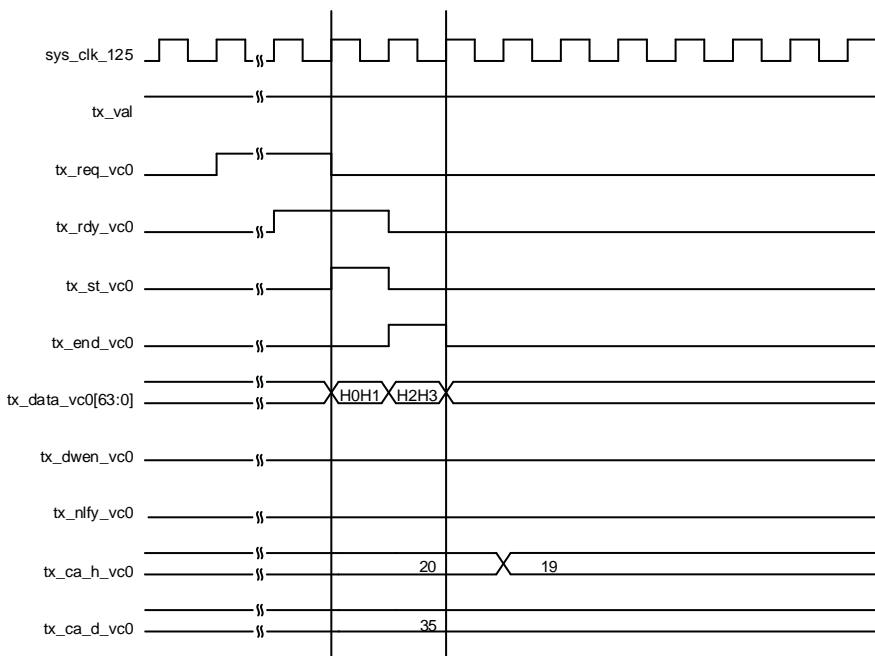 sys_clk_125
tx_val
tx_req_vc0
tx_rdy_vc0
tx_st_vc0
tx_end_vc0
tx_data_vc0[63:0] H0H1 H2H3
tx_dwen_vc0
tx_nlfy_vc0
tx_ca_h_vc0 20 19
tx_ca_d_vc0 35